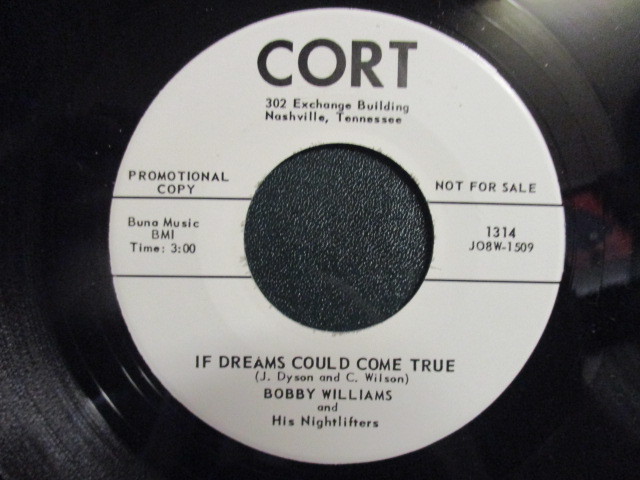 CORT
302 Exchange Building
Nashville, Tennessee
PROMOTIONAL
COPY
NOT FOR SALE
Buna Music
BMI
Time: 3:00
1314
JO8W-1509
IF DREAMS COULD COME TRUE
(J. Dyson and C. Wilson)
BOBBY WILLIAMS
and
His Nightlifters